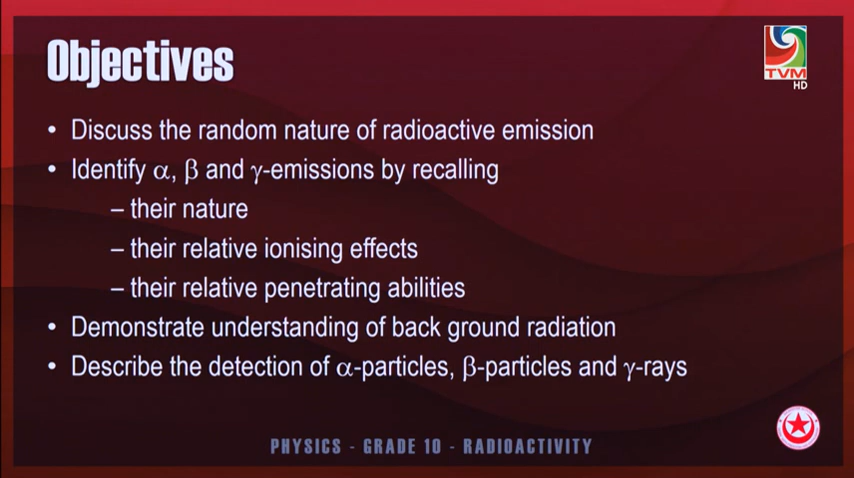 Objectives
TVM
HD
• Discuss the random nature of radioactive emission
• Identify α, β and γ-emissions by recalling
– their nature
– their relative ionising effects
– their relative penetrating abilities
• Demonstrate understanding of back ground radiation
• Describe the detection of α-particles, β-particles and γ-rays
PHYSICS - GRADE 10 - RADIOACTIVITY